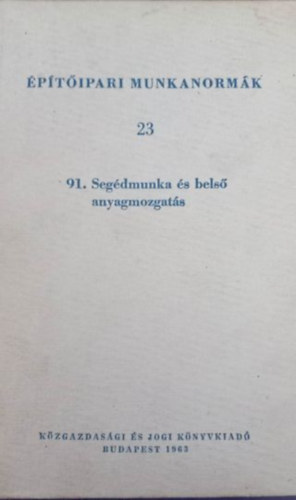 ÉPÍTŐIPARI MUNKANORMÁK
23
91. Segédmunka és belső
anyagmozgatás
KÖZGAZDASÁGI ÉS JOGI KÖNYVKIADÓ
BUDAPEST 1963